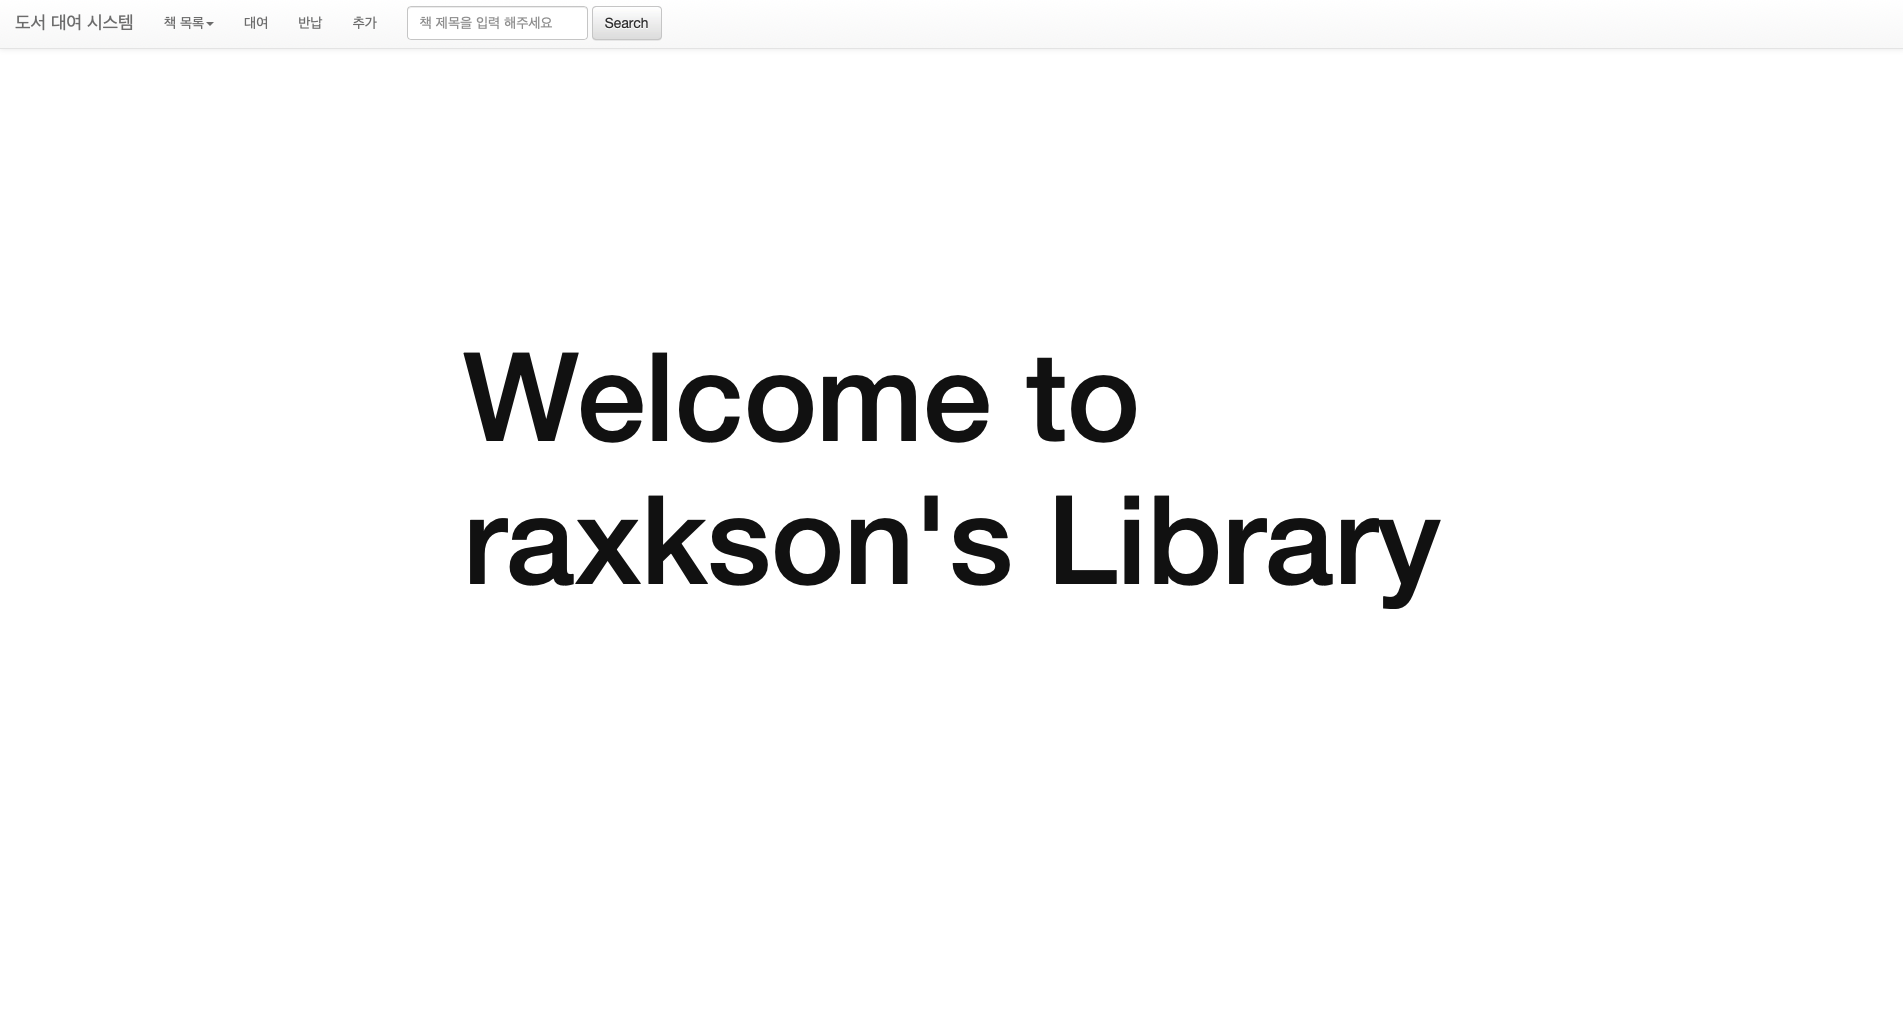 도서 대여 시스템 책 목록 대여 반납 추가 책 제목을 입력 해주세요 Search
Welcome to
raxkson's Library